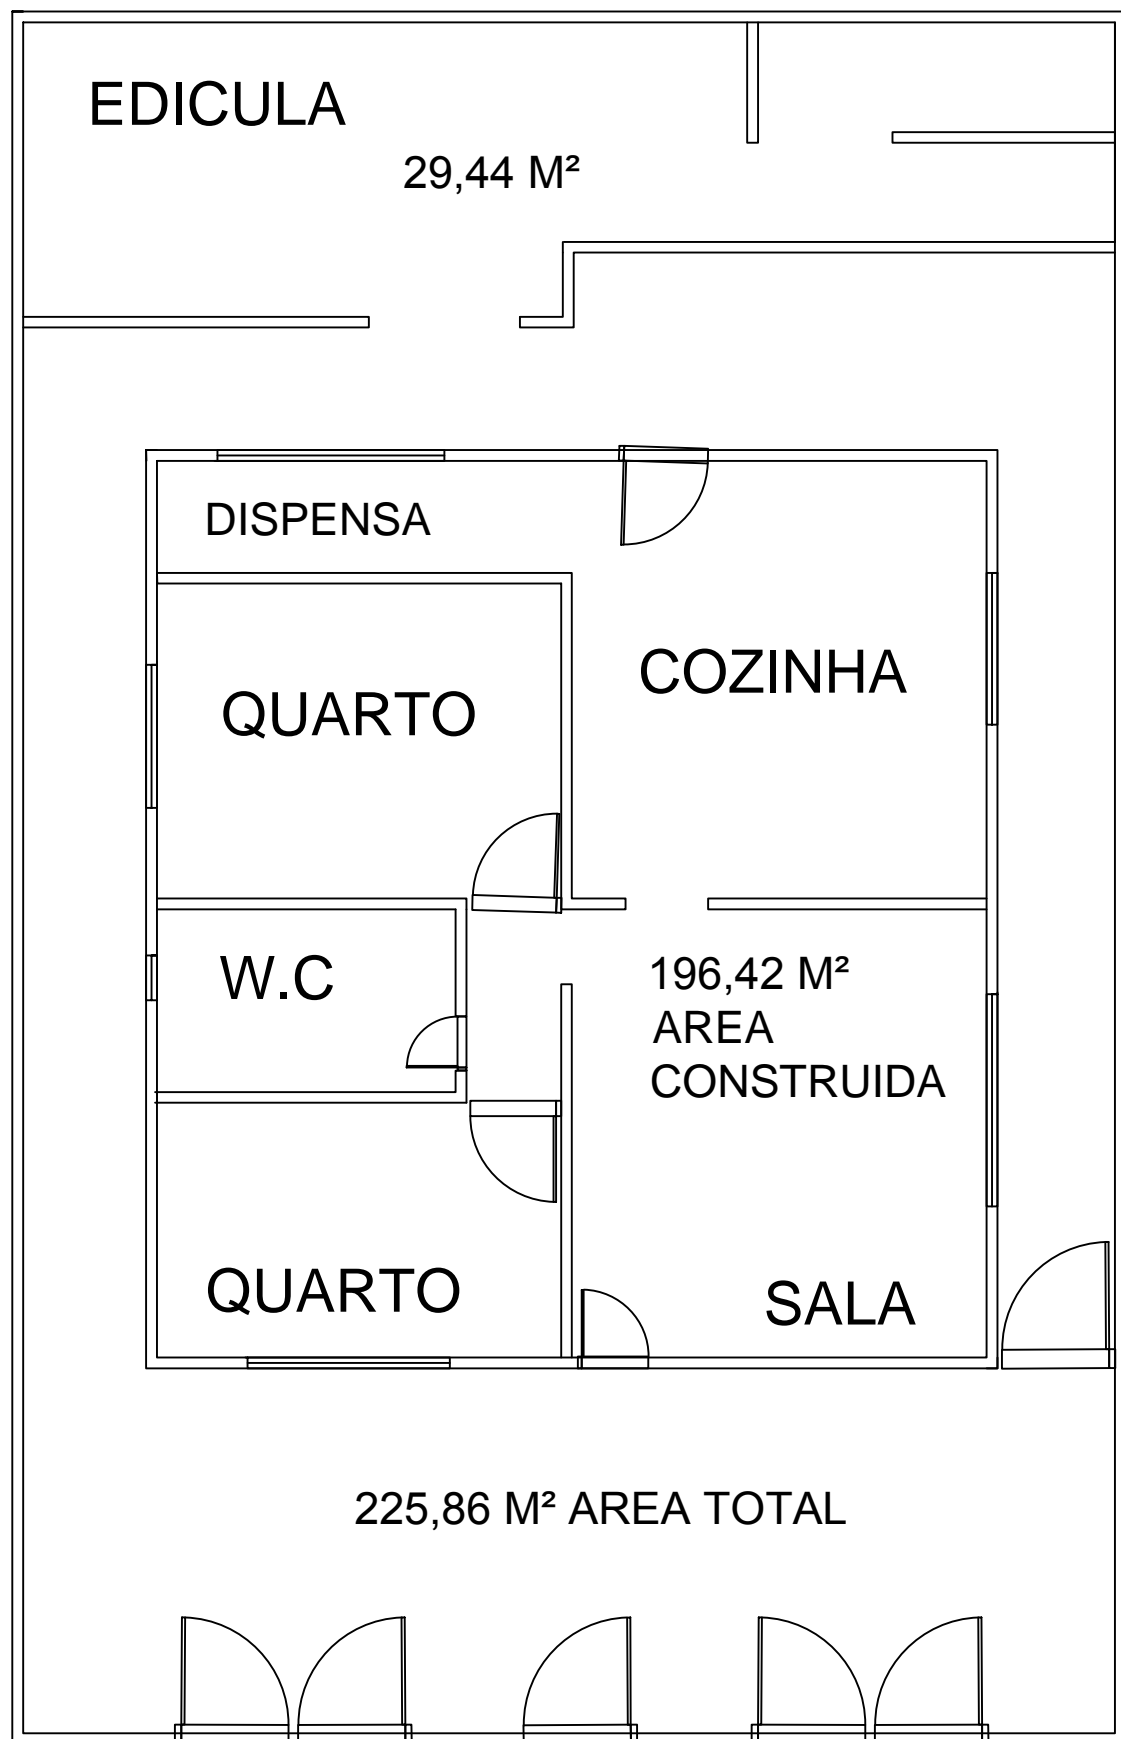 EDICULA
29,44 M²
DISPENSA
COZINHA
QUARTO
W.C
196,42 M²
AREA
CONSTRUIDA
QUARTO
SALA
225,86 M² AREA TOTAL